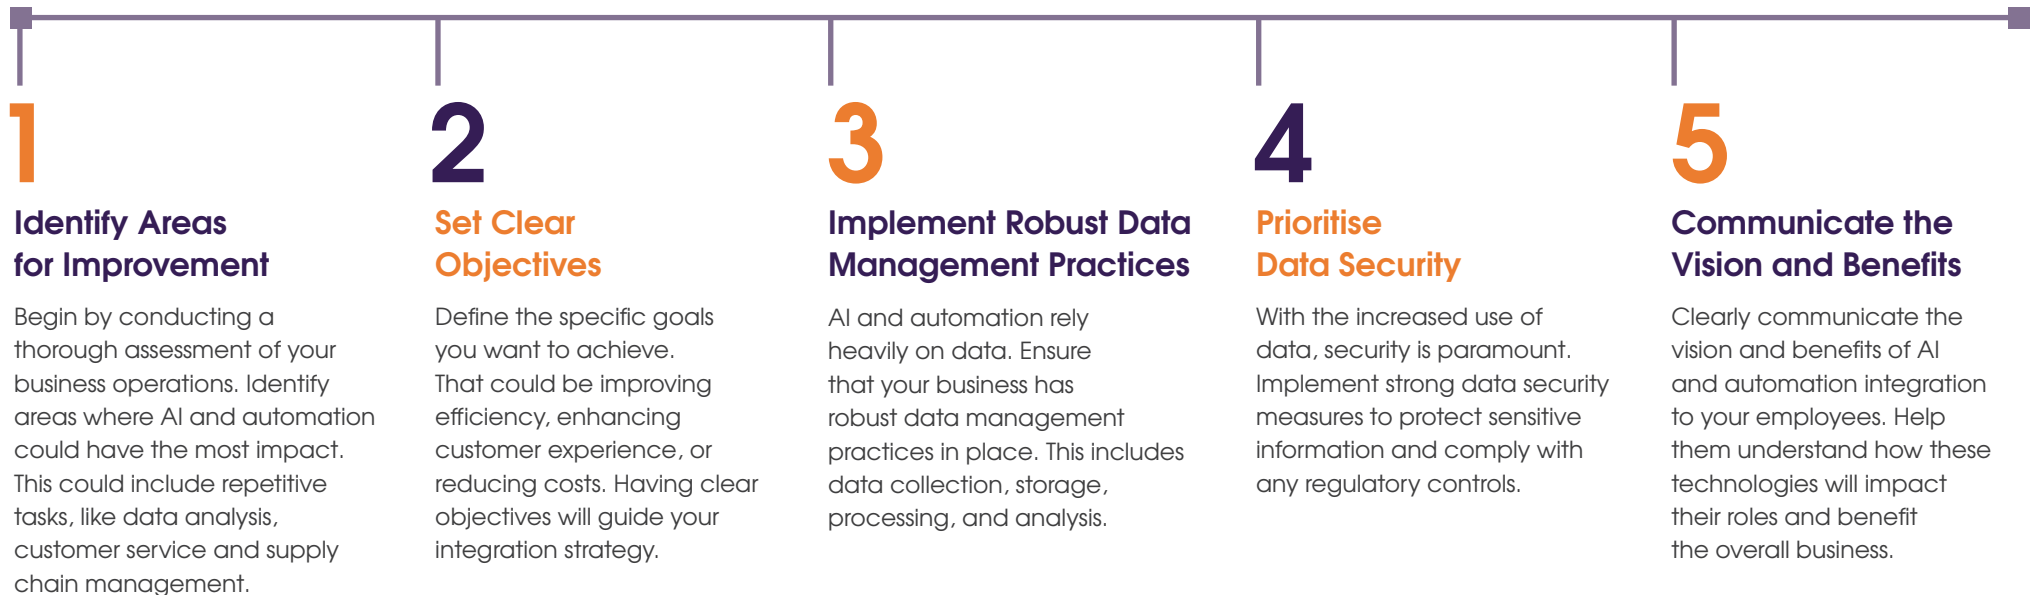 1
Identify Areas
for Improvement
Begin by conducting a
thorough assessment of your
business operations. Identify
areas where AI and automation
could have the most impact.
This could include repetitive
tasks, like data analysis,
customer service and supply
chain management.
2
Set Clear
Objectives
Define the specific goals
you want to achieve.
That could be improving
efficiency, enhancing
customer experience, or
reducing costs. Having clear
objectives will guide your
integration strategy.
3
Implement Robust Data
Management Practices
AI and automation rely
heavily on data. Ensure
that your business has
robust data management
practices in place. This includes
data collection, storage,
processing, and analysis.
4
Prioritise
Data Security
With the increased use of
data, security is paramount.
Implement strong data security
measures to protect sensitive
information and comply with
any regulatory controls.
5
Communicate the
Vision and Benefits
Clearly communicate the
vision and benefits of AI
and automation integration
to your employees. Help
them understand how these
technologies will impact
their roles and benefit
the overall business.